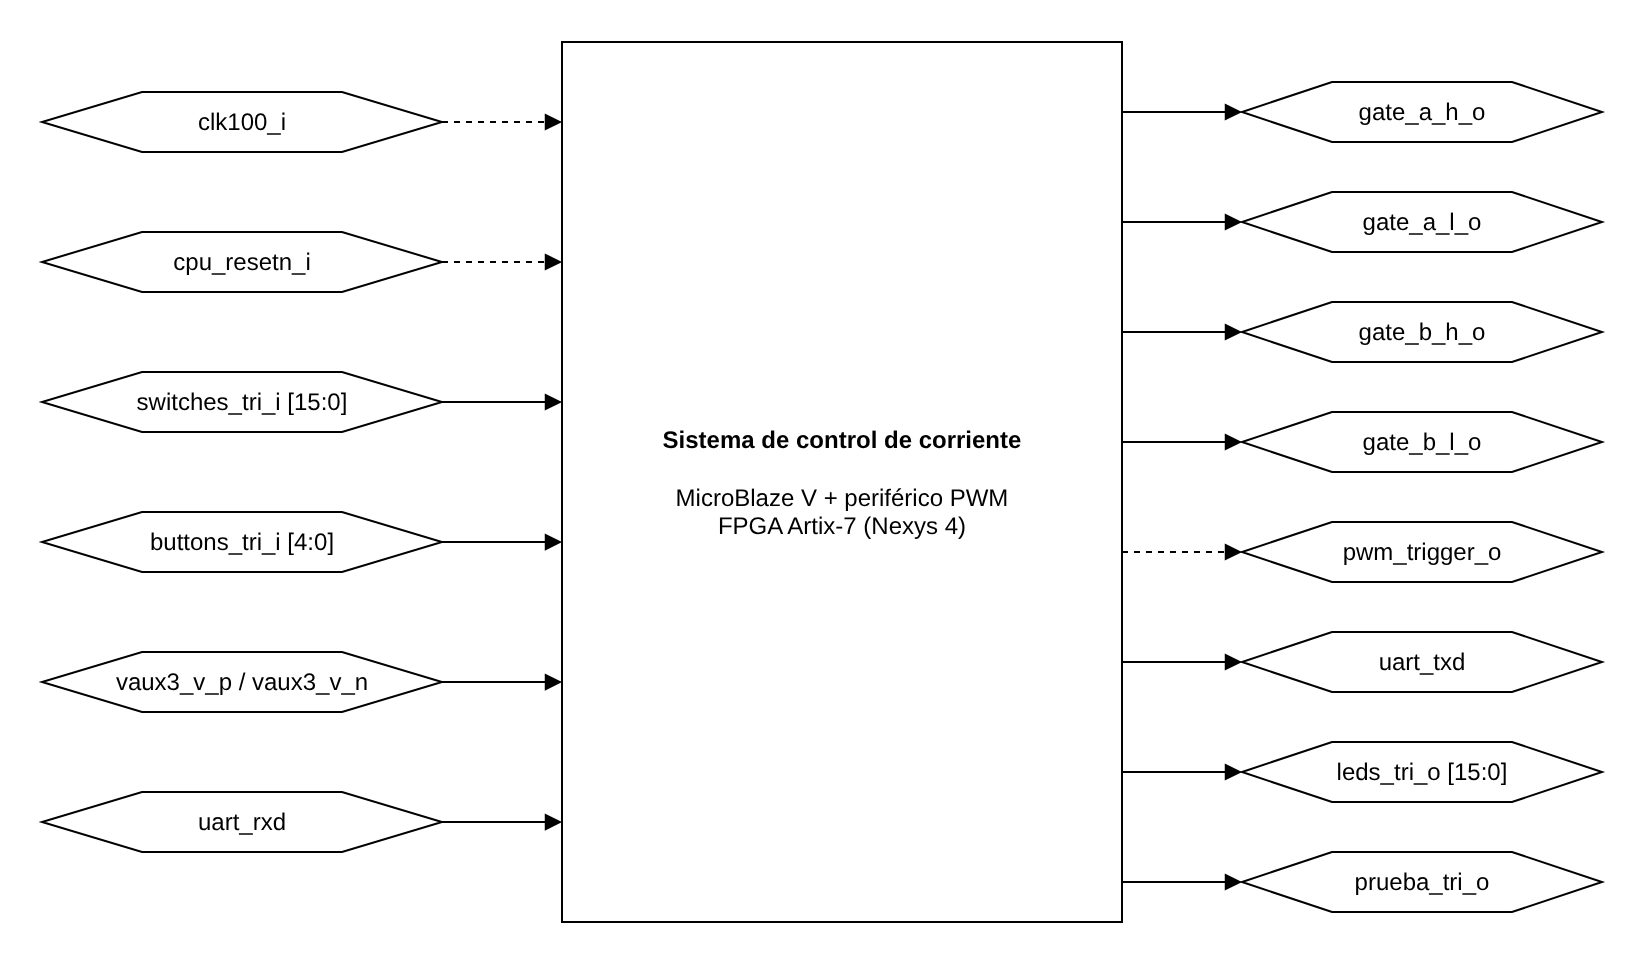 clk100_i
cpu_resetn_i
switches_tri_i [15:0]
buttons_tri_i [4:0]
vaux3_v_p / vaux3_v_n
uart_rxd
Sistema de control de corriente
MicroBlaze V + periférico PWM
FPGA Artix-7 (Nexys 4)
gate_a_h_o
gate_a_l_o
gate_b_h_o
gate_b_l_o
pwm_trigger_o
uart_txd
leds_tri_o [15:0]
prueba_tri_o